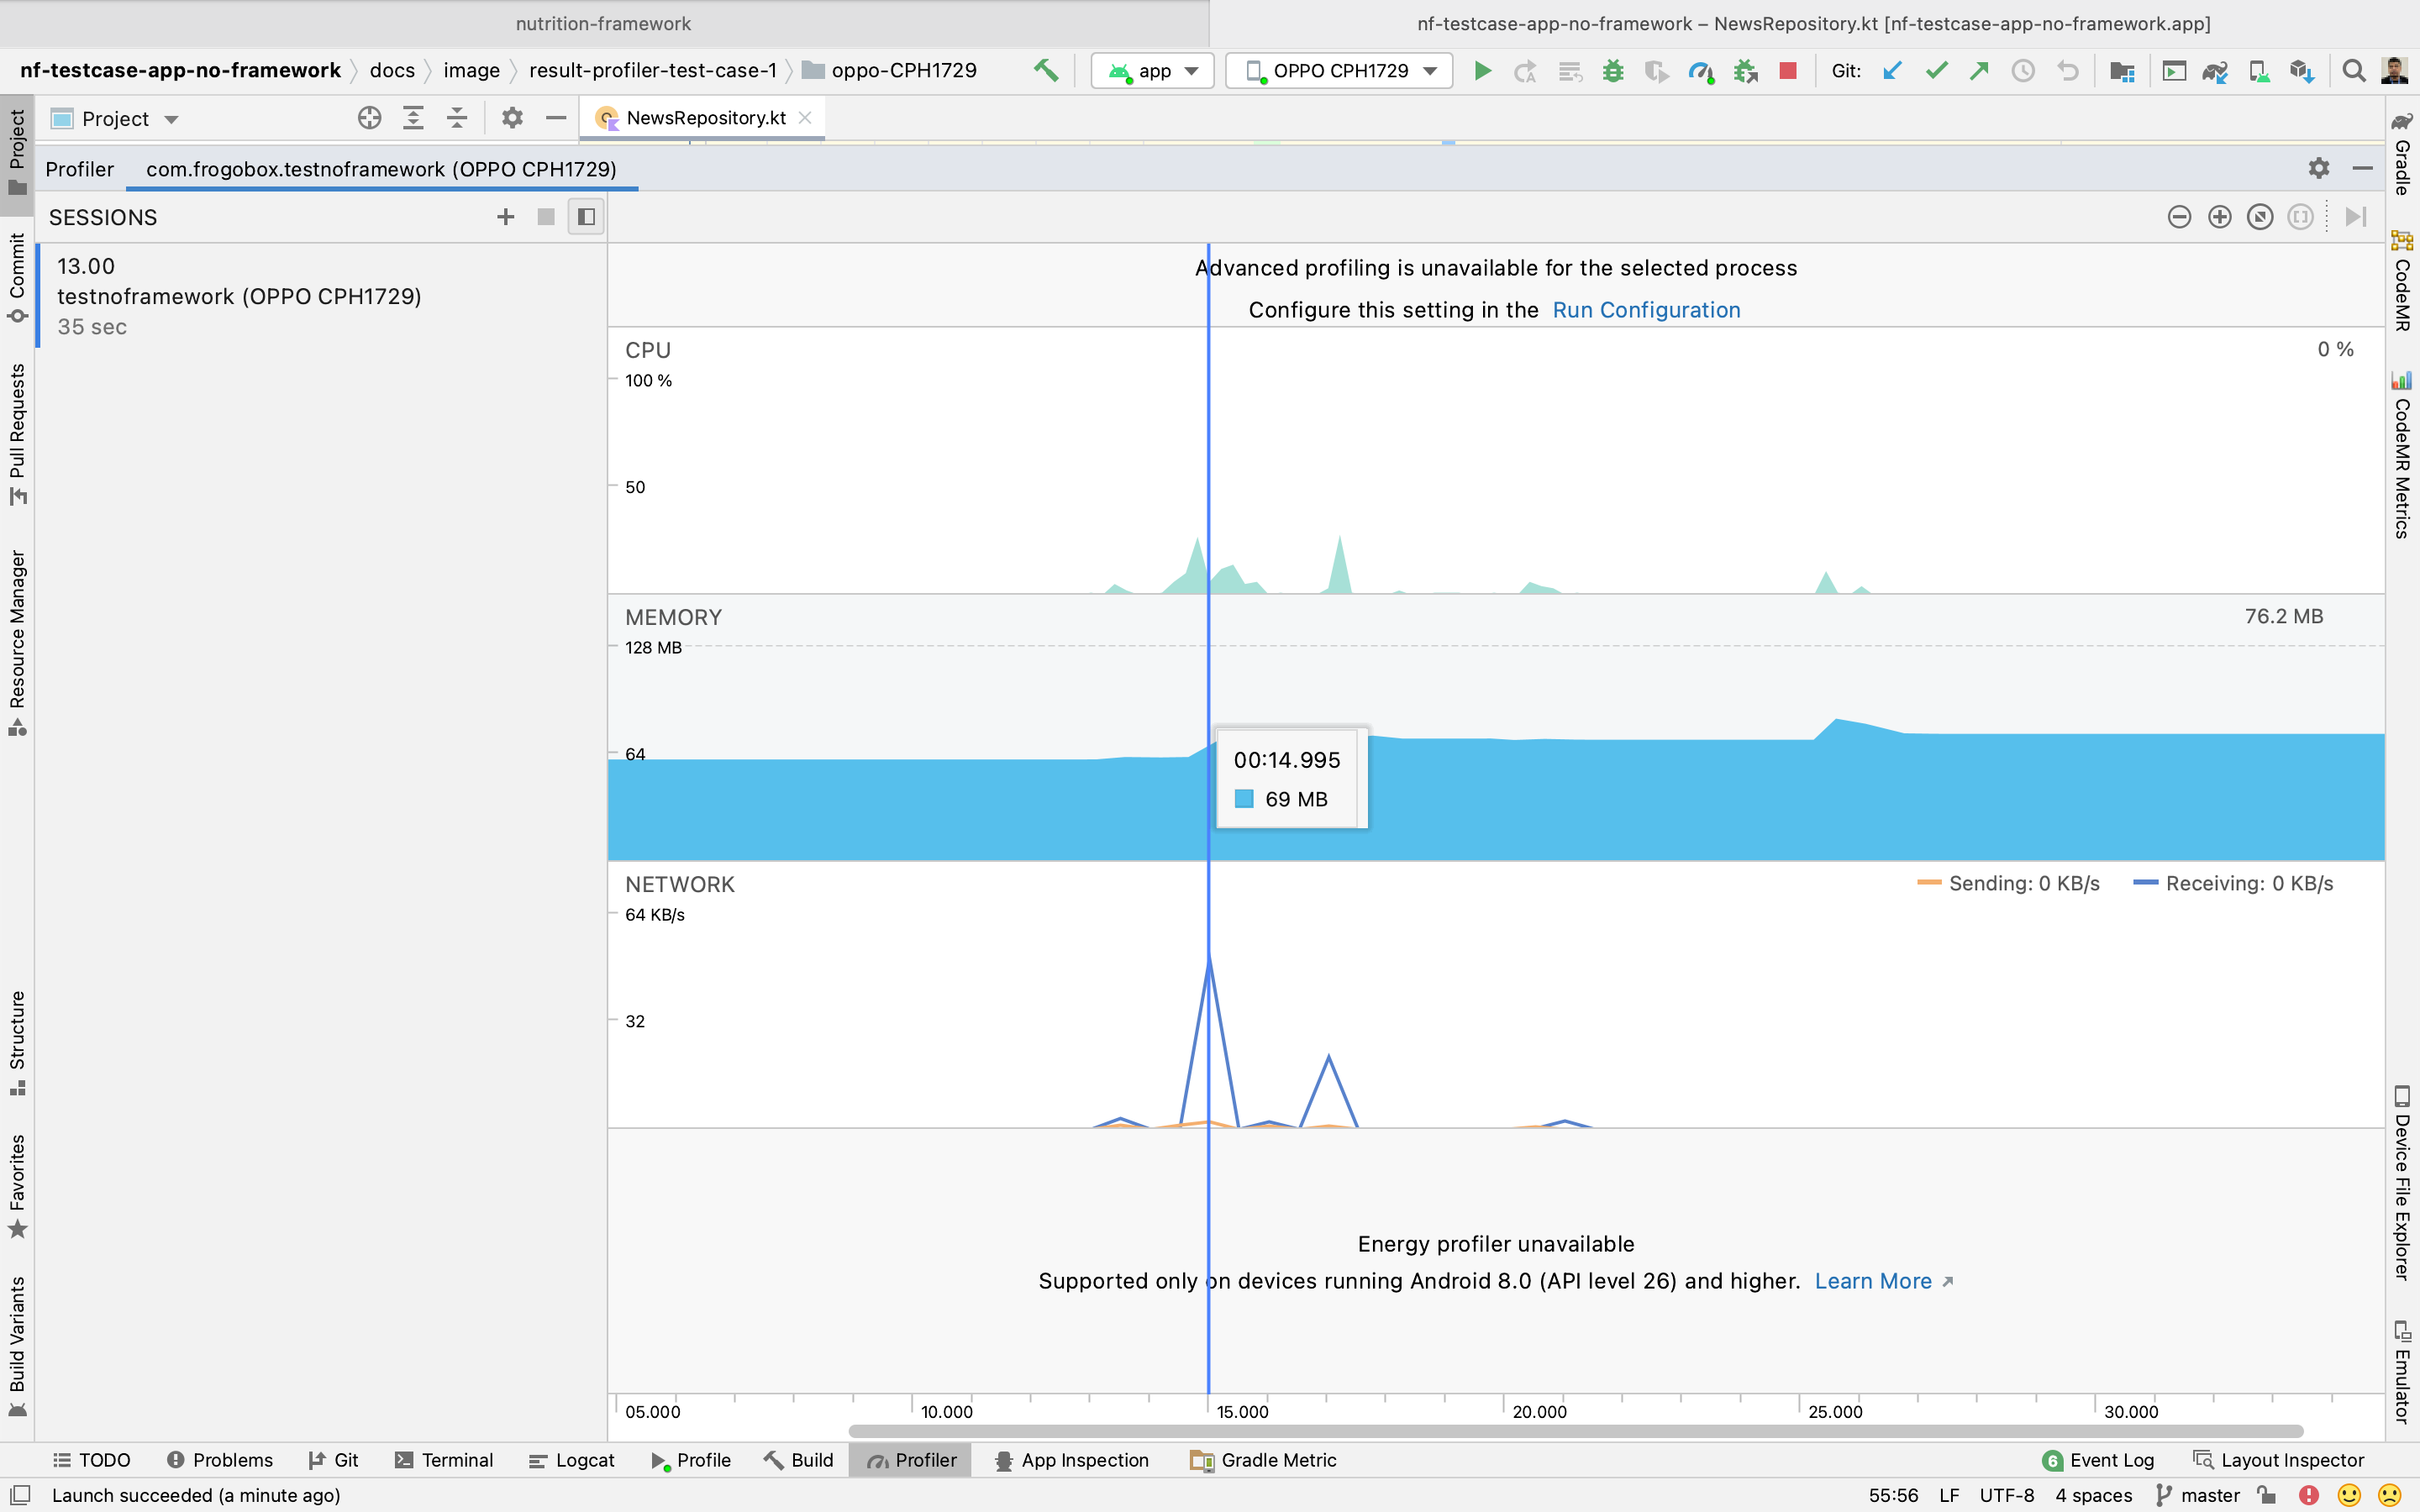 nutrition-framework
nf-testcase-app-no-framework – NewsRepository.kt [nf-testcase-app-no-framework.app]
nf-testcase-app-no-framework docs image result-profiler-test-case-1 oppo-CPH1729
app
OPPO CPH1729
Git:
Project
NewsRepository.kt
Profiler
com.frogobox.testnoframework (OPPO CPH1729)
SESSIONS
13.00
testnoframework (OPPO CPH1729)
35 sec
Advanced profiling is unavailable for the selected process
Configure this setting in the Run Configuration
CPU
0 %
100 %
50
MEMORY
76.2 MB
128 MB
64
00:14.995
69 MB
NETWORK
Sending: 0 KB/s
Receiving: 0 KB/s
64 KB/s
32
Energy profiler unavailable
Supported only on devices running Android 8.0 (API level 26) and higher. Learn More
05.000
10.000
15.000
20.000
25.000
30.000
Project
Commit
Pull Requests
Resource Manager
Structure
Favorites
Build Variants
Gradle
CodeMR
CodeMR Metrics
Device File Explorer
Emulator
TODO
Problems
Git
Terminal
Logcat
Profile
Build
Profiler
App Inspection
Gradle Metric
6 Event Log
Layout Inspector
Launch succeeded (a minute ago)
55:56
LF
UTF-8
4 spaces
master